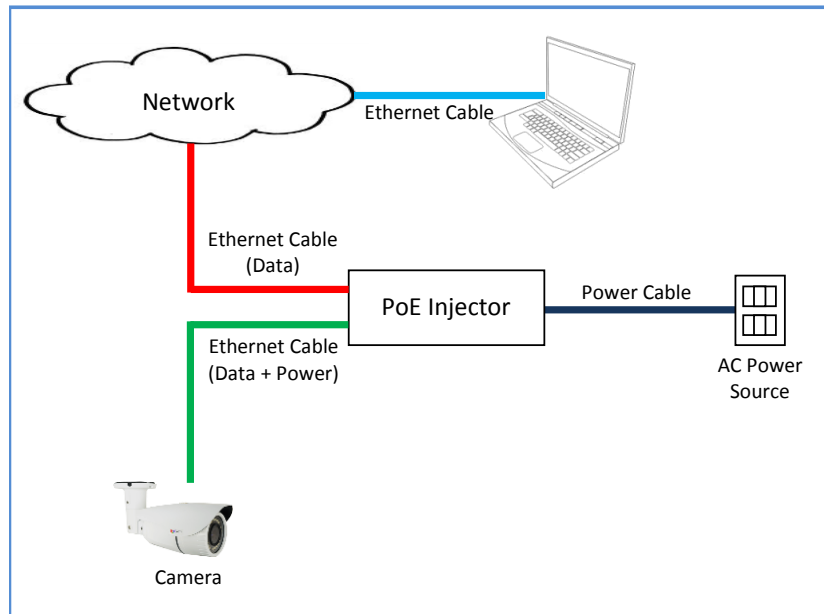 Network
Ethernet Cable
Ethernet Cable
(Data)
PoE Injector
Power Cable
Ethernet Cable
(Data + Power)
AC Power
Source
Camera